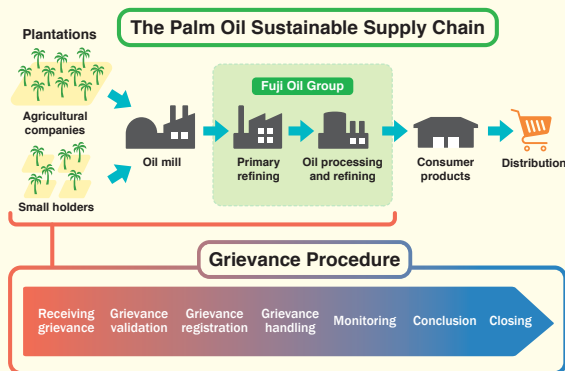 The Palm Oil Sustainable Supply Chain
Plantations
Agricultural
companies
Small holders
Oil mill
Fuji Oil Group
Primary
refining
Oil processing
and refining
Consumer
products
Distribution
Grievance Procedure
Receiving
grievance
Grievance
validation
Grievance
registration
Grievance
handling
Monitoring
Conclusion
Closing